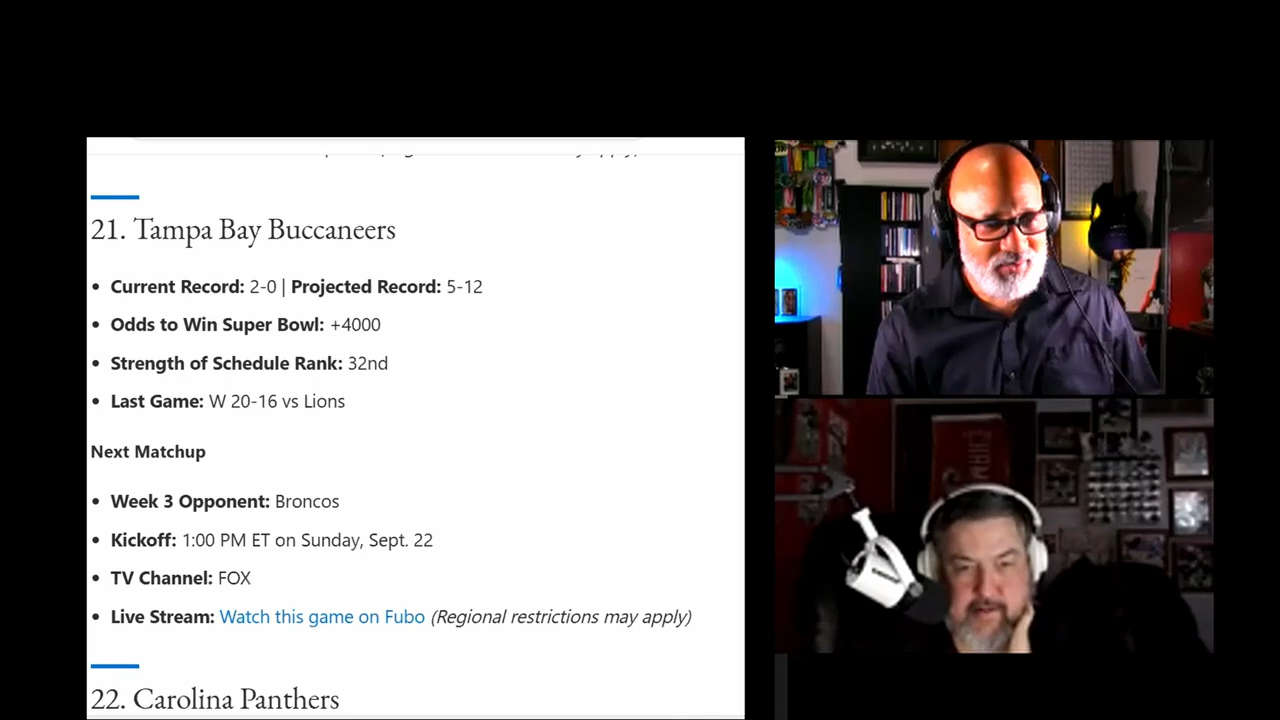 21. Tampa Bay Buccaneers
• Current Record: 2-0 | Projected Record: 5-12
• Odds to Win Super Bowl: +4000
• Strength of Schedule Rank: 32nd
• Last Game: W 20-16 vs Lions
Next Matchup
• Week 3 Opponent: Broncos
• Kickoff: 1:00 PM ET on Sunday, Sept. 22
• TV Channel: FOX
• Live Stream: Watch this game on Fubo (Regional restrictions may apply)
22. Carolina Panthers